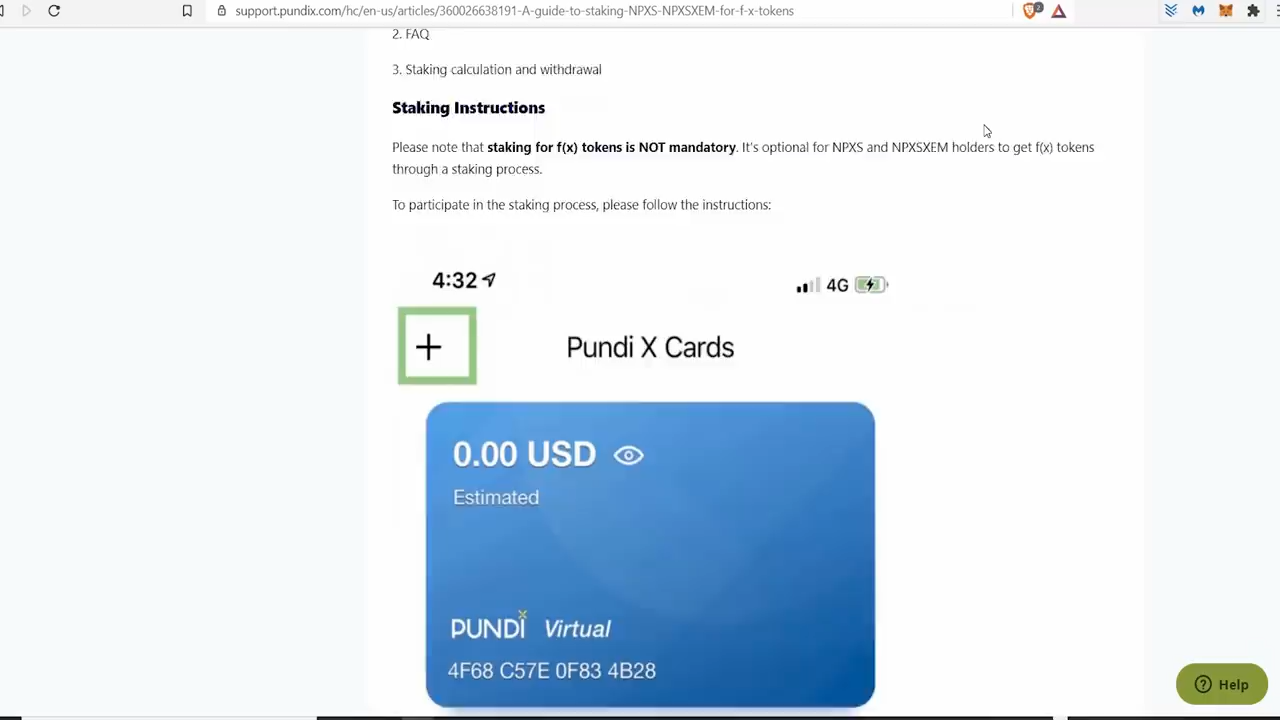 support.pundix.com/hc/en-us/articles/360026638191-A-guide-to-staking-NPXS-NPXSXEM-for-f-x-tokens
2
2. FAQ
3. Staking calculation and withdrawal
Staking Instructions
Please note that staking for f(x) tokens is NOT mandatory. It's optional for NPXS and NPXSXEM holders to get f(x) tokens
through a staking process.
To participate in the staking process, please follow the instructions:
4:32
4G
+
Pundi X Cards
0.00 USD
Estimated
PUNDI Virtual
4F68 C57E 0F83 4B28
? Help